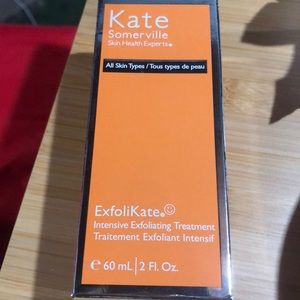 Kate
Somerville
Skin Health Experts®
All Skin Types / Tous types de peau
ExfoliKate®
Intensive Exfoliating Treatment
Traitement Exfoliant Intensif
℮ 60 mL | 2 Fl. Oz.